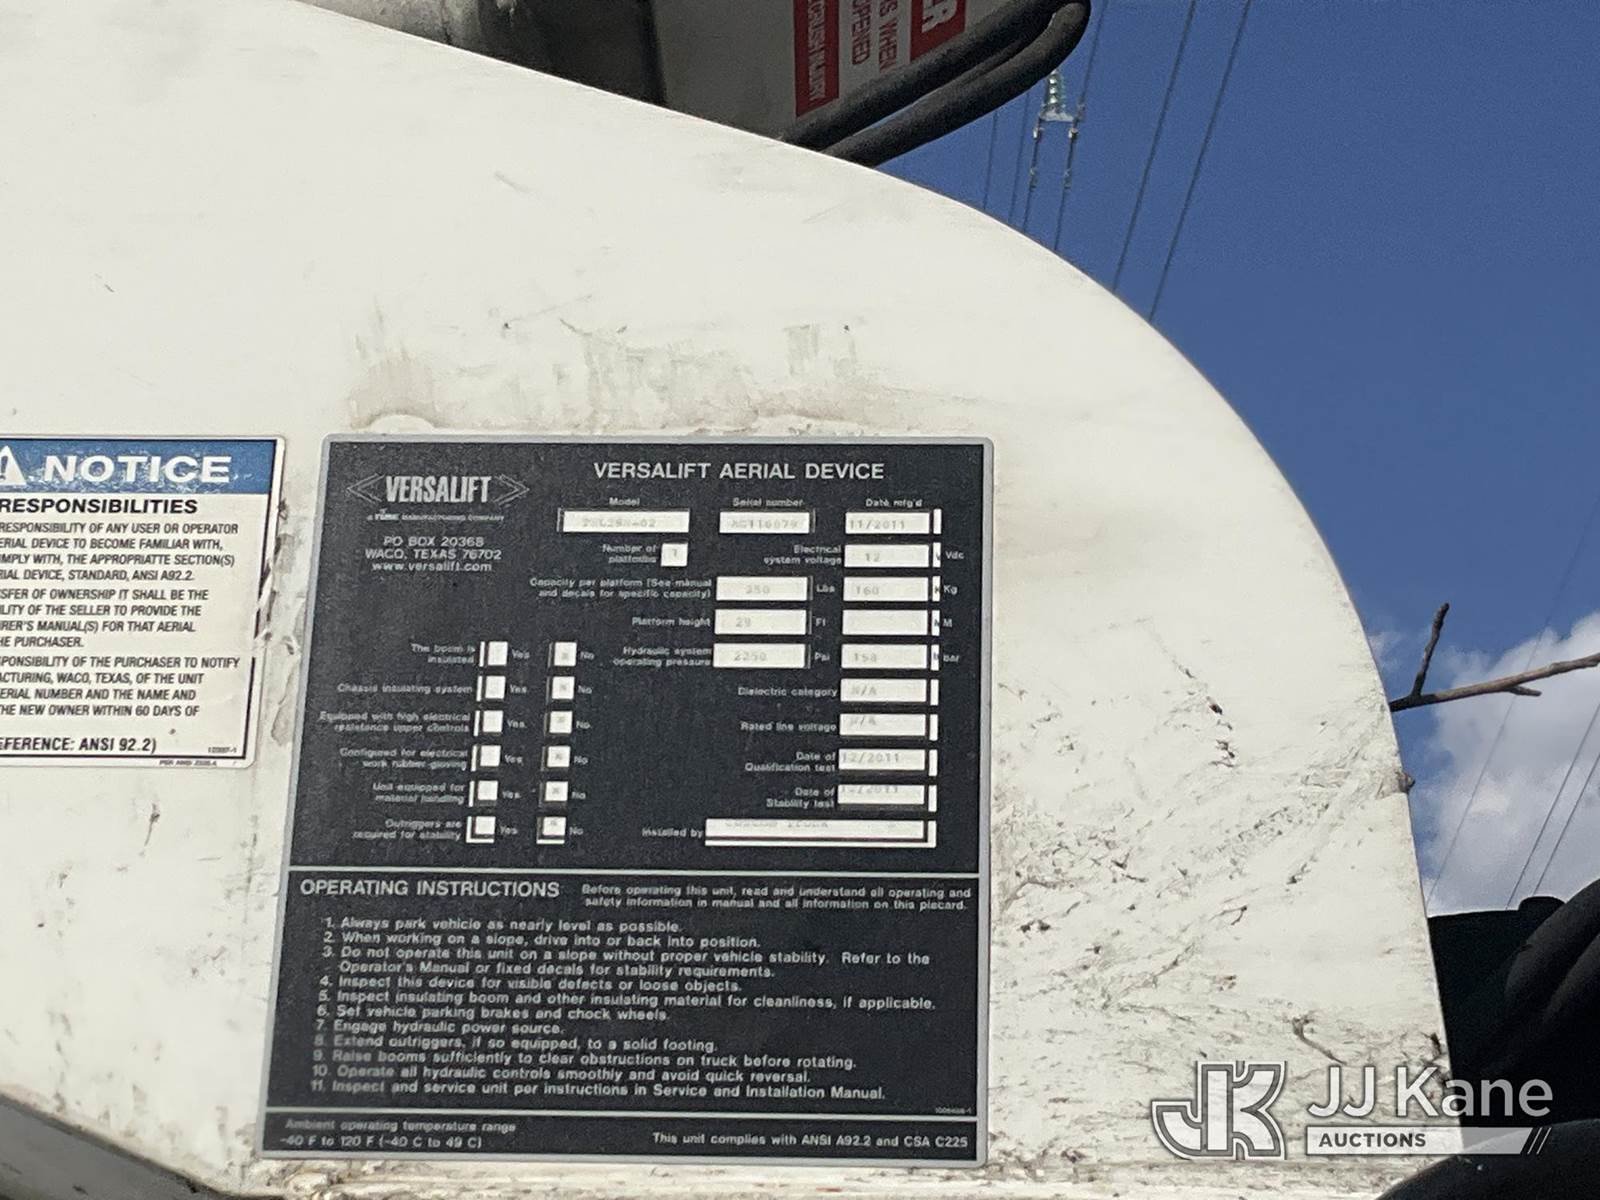 ER
S WHEN
ORENTED
CRUSH INJURY
NOTICE
RESPONSIBILITIES
RESPONSIBILITY OF ANY USER OR OPERATOR
ERIAL DEVICE TO BECOME FAMILIAR WITH,
MPLY WITH, THE APPROPRIATTE SECTION(S)
RIAL DEVICE, STANDARD, ANSI A92.2.
SFER OF OWNERSHIP IT SHALL BE THE
ILITY OF THE SELLER TO PROVIDE THE
RER'S MANUAL(S) FOR THAT AERIAL
HE PURCHASER.
PONSIBILITY OF THE PURCHASER TO NOTIFY
ACTURING, WACO, TEXAS, OF THE UNIT
ERIAL NUMBER AND THE NAME AND
THE NEW OWNER WITHIN 60 DAYS OF
EFERENCE: ANSI 92.2)
VERSALIFT
A TIME MANUFACTURING COMPANY
PO BOX 20368
WACO, TEXAS 76702
www.versalift.com
VERSALIFT AERIAL DEVICE
Model
Serial number
Date mfg'd
11/2011
Number of platforms 1
Electrical system voltage 12 Vdc
Capacity per platform (See manual and decals for specific capacity) 350 Lbs 160 Kg
Platform height 29 Ft M
Hydraulic system operating pressure 2250 Psi 158 bar
Dielectric category N/A
Rated line voltage N/A
Date of Qualification test 12/2011
Date of Stability test 12/2011
Installed by
The boom is insulated Yes No
Chassis insulating system Yes No
Equipped with high electrical resistance upper controls Yes No
Configured for electrical work rubber gloving Yes No
Unit equipped for material handling Yes No
Outriggers are required for stability Yes No
OPERATING INSTRUCTIONS
Before operating this unit, read and understand all operating and
safety information in manual and all information on this placard.
1. Always park vehicle as nearly level as possible.
2. When working on a slope, drive into or back into position.
3. Do not operate this unit on a slope without proper vehicle stability. Refer to the
Operator's Manual or fixed decals for stability requirements.
4. Inspect this device for visible defects or loose objects.
5. Inspect insulating boom and other insulating material for cleanliness, if applicable.
6. Set vehicle parking brakes and chock wheels.
7. Engage hydraulic power source.
8. Extend outriggers, if so equipped, to a solid footing.
9. Raise booms sufficiently to clear obstructions on truck before rotating.
10. Operate all hydraulic controls smoothly and avoid quick reversal.
11. Inspect and service unit per instructions in Service and Installation Manual.
Ambient operating temperature range
-40 F to 120 F (-40 C to 49 C)
This unit complies with ANSI A92.2 and CSA C225
JK JJ Kane
AUCTIONS